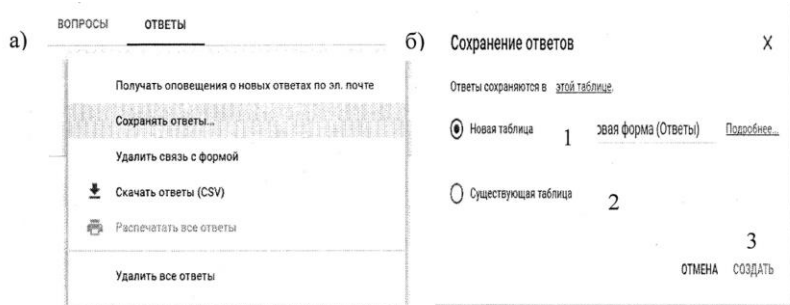 а)
ВОПРОСЫ ОТВЕТЫ
Получать оповещения о новых ответах по эл. почте
Сохранять ответы...
Удалить связь с формой
Скачать ответы (CSV)
Распечатать все ответы
Удалить все ответы
б)
Сохранение ответов X
Ответы сохраняются в этой таблице.
Новая таблица 1 овая форма (Ответы) Подробнее...
Существующая таблица 2
3
ОТМЕНА СОЗДАТЬ